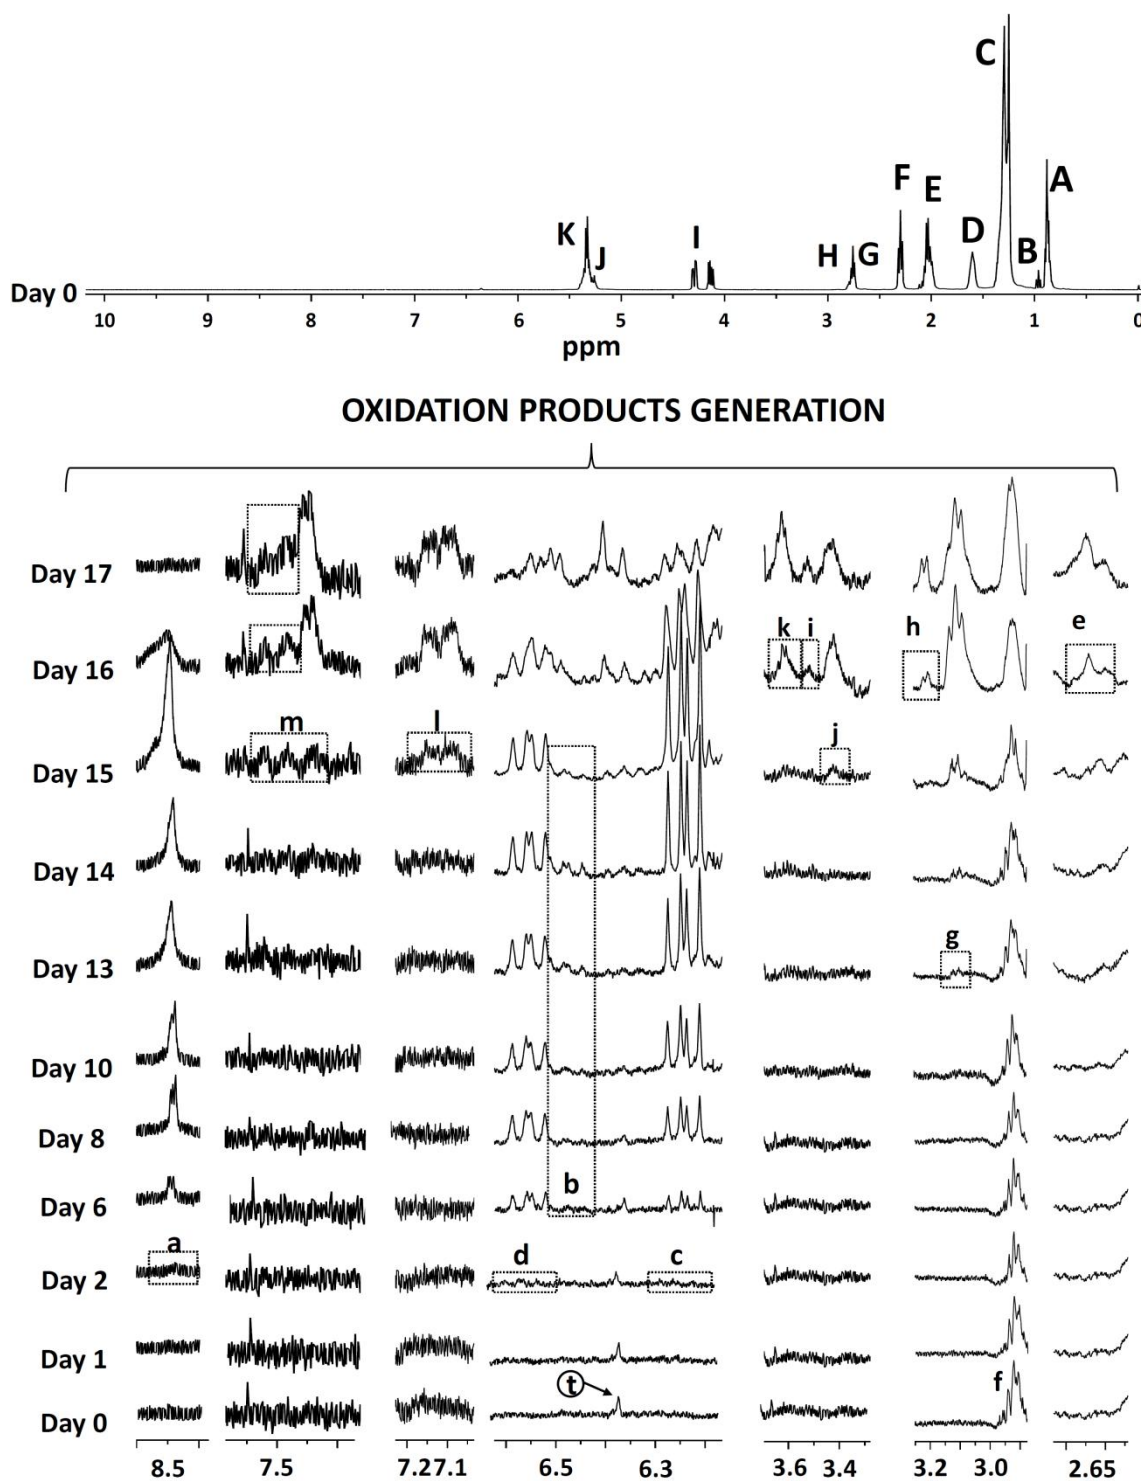 C
F
E
A
K
D
J
I
H
G
B
Day 0
10 9 8 7 6 5 4 3 2 1 0
ppm
OXIDATION PRODUCTS GENERATION
Day 17
k i h e
Day 16
m l j
Day 15
Day 14
g
Day 13
Day 10
Day 8
b
Day 6
a d c
Day 2
Day 1
t f
Day 0
8.5 7.5 7.27.1 6.5 6.3 3.6 3.4 3.2 3.0 2.65